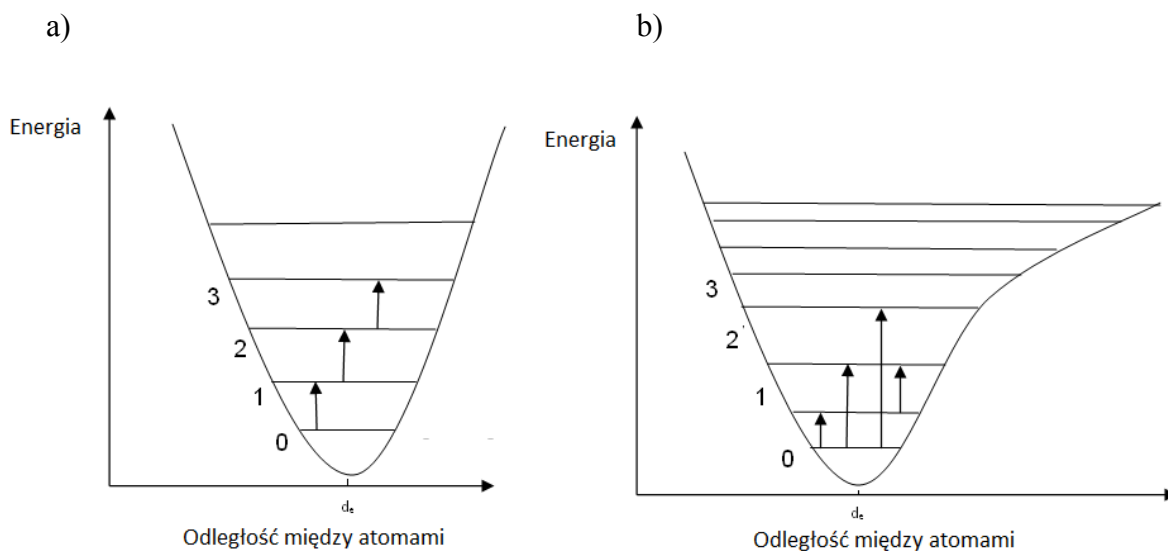 a)
b)
Energia
3
2
1
0
dₑ
Odległość między atomami
Energia
3
2'
1
0
dₑ
Odległość między atomami